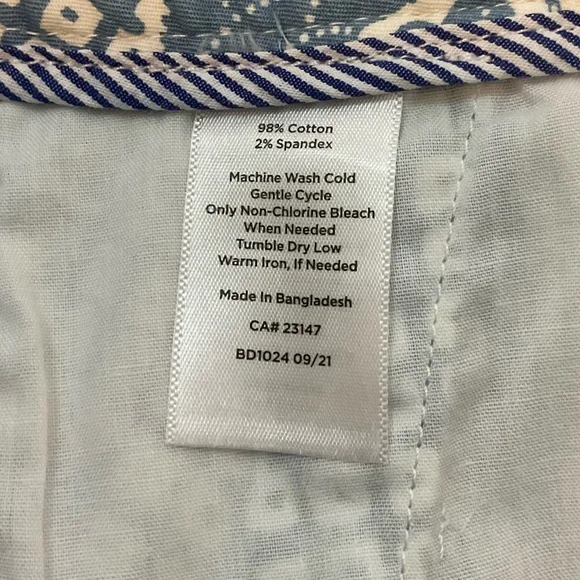 98% Cotton
2% Spandex
Machine Wash Cold
Gentle Cycle
Only Non-Chlorine Bleach
When Needed
Tumble Dry Low
Warm Iron, If Needed
Made In Bangladesh
CA# 23147
BD1024 09/21